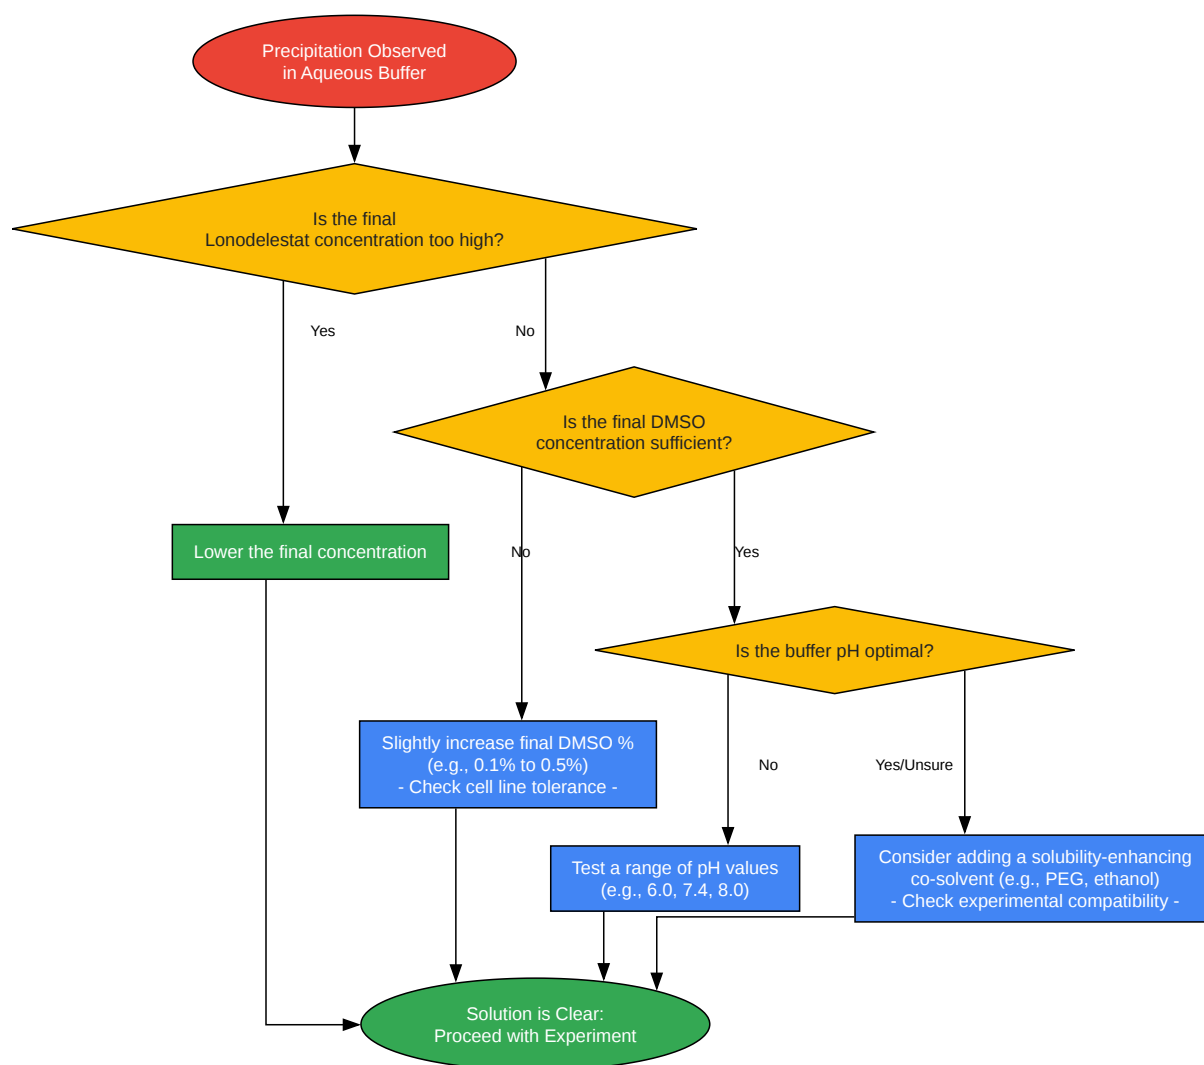 Precipitation Observed
in Aqueous Buffer
Is the final
Lonodelestat concentration too high?
Yes
No
Is the final DMSO
concentration sufficient?
Lower the final concentration
No
Yes
Is the buffer pH optimal?
Slightly increase final DMSO %
(e.g., 0.1% to 0.5%)
- Check cell line tolerance -
No
Yes/Unsure
Test a range of pH values
(e.g., 6.0, 7.4, 8.0)
Consider adding a solubility-enhancing
co-solvent (e.g., PEG, ethanol)
- Check experimental compatibility -
Solution is Clear:
Proceed with Experiment